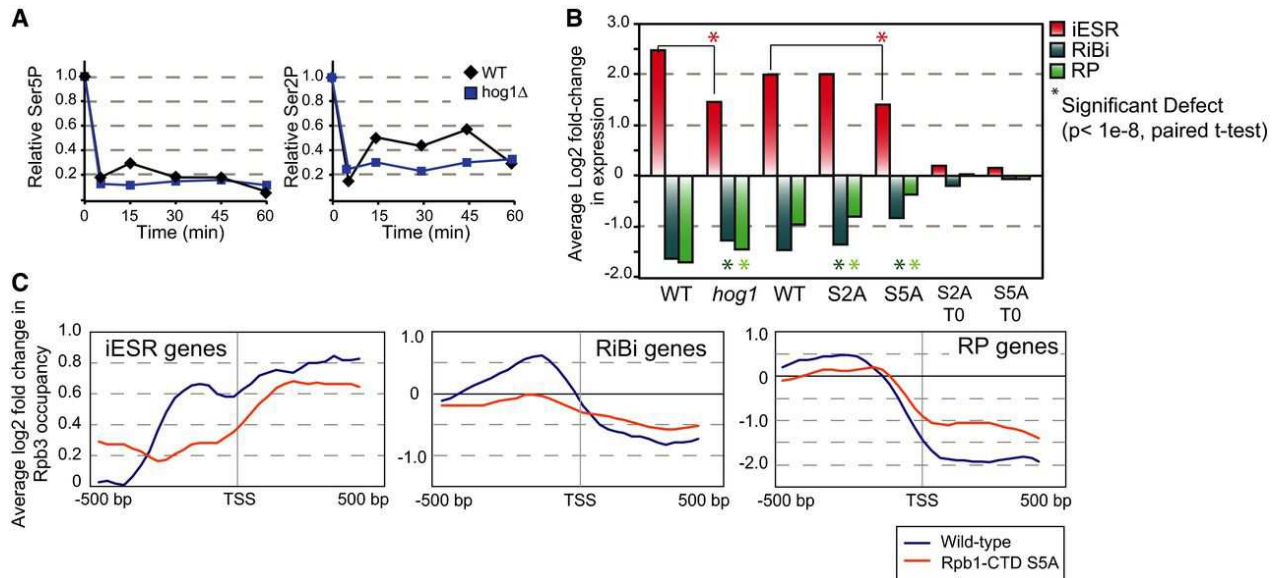 A
Relative Ser5P
1.0
0.8
0.6
0.4
0.2
0
15
30
45
60
Time (min)
Relative Ser2P
1.0
0.8
0.6
0.4
0.2
0
15
30
45
60
Time (min)
WT
hog1Δ
B
Average Log2 fold-change
in expression
3.0
2.0
1.0
0
-1.0
-2.0
*
*
* *
* *
* *
WT
hog1
WT
S2A
S5A
S2A
T0
S5A
T0
iESR
RiBi
RP
* Significant Defect
(p< 1e-8, paired t-test)
C
Average log2 fold change in
Rpb3 occupancy
iESR genes
1.0
0.8
0.6
0.4
0.2
0
-500 bp
TSS
500 bp
RiBi genes
1.0
0
-1.0
-500 bp
TSS
500 bp
RP genes
0
-1.0
-2.0
-500 bp
TSS
500 bp
Wild-type
Rpb1-CTD S5A